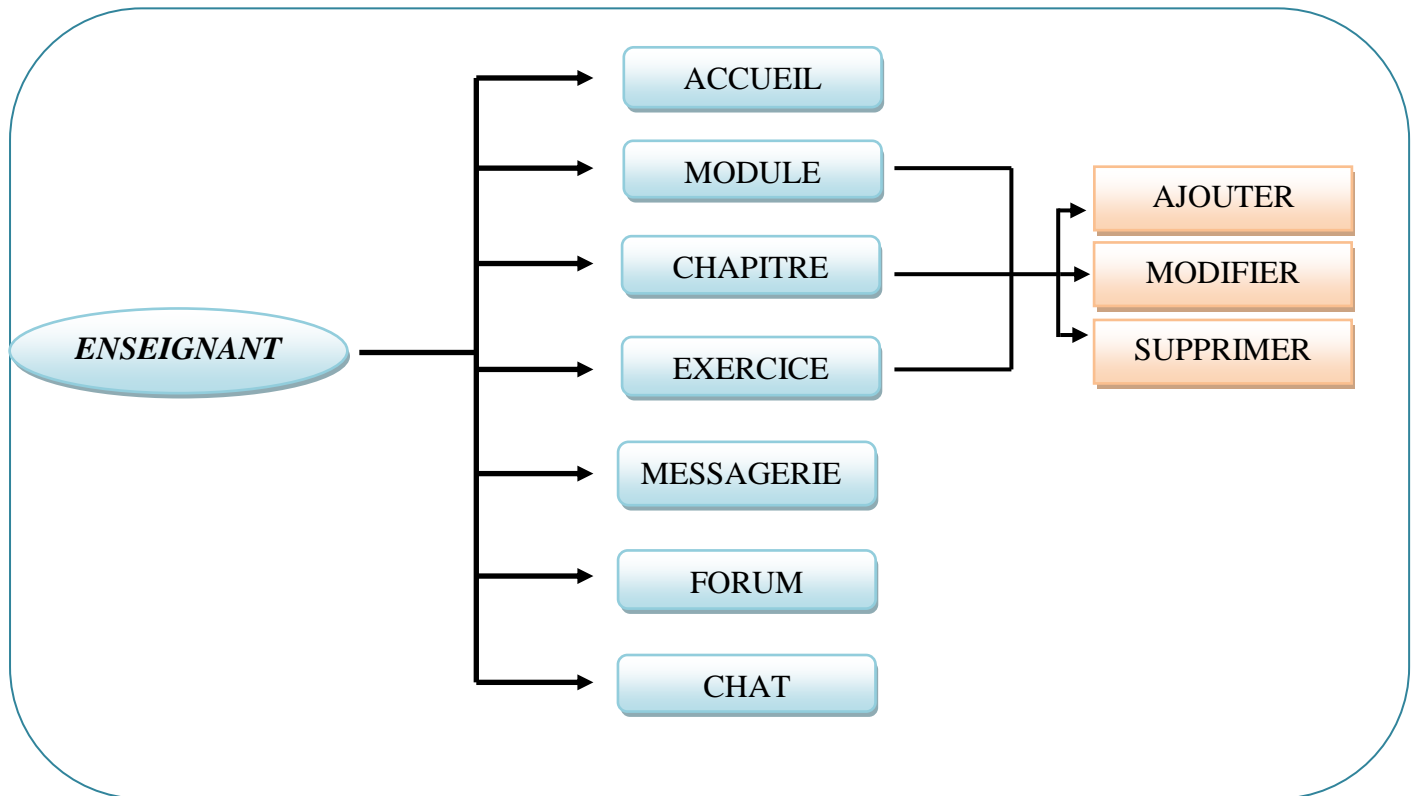 ENSEIGNANT
ACCUEIL
MODULE
CHAPITRE
EXERCICE
MESSAGERIE
FORUM
CHAT
AJOUTER
MODIFIER
SUPPRIMER